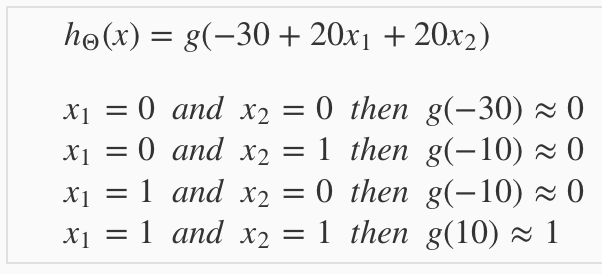 h_Θ(x) = g(−30 + 20x₁ + 20x₂)
x₁ = 0 and x₂ = 0 then g(−30) ≈ 0
x₁ = 0 and x₂ = 1 then g(−10) ≈ 0
x₁ = 1 and x₂ = 0 then g(−10) ≈ 0
x₁ = 1 and x₂ = 1 then g(10) ≈ 1